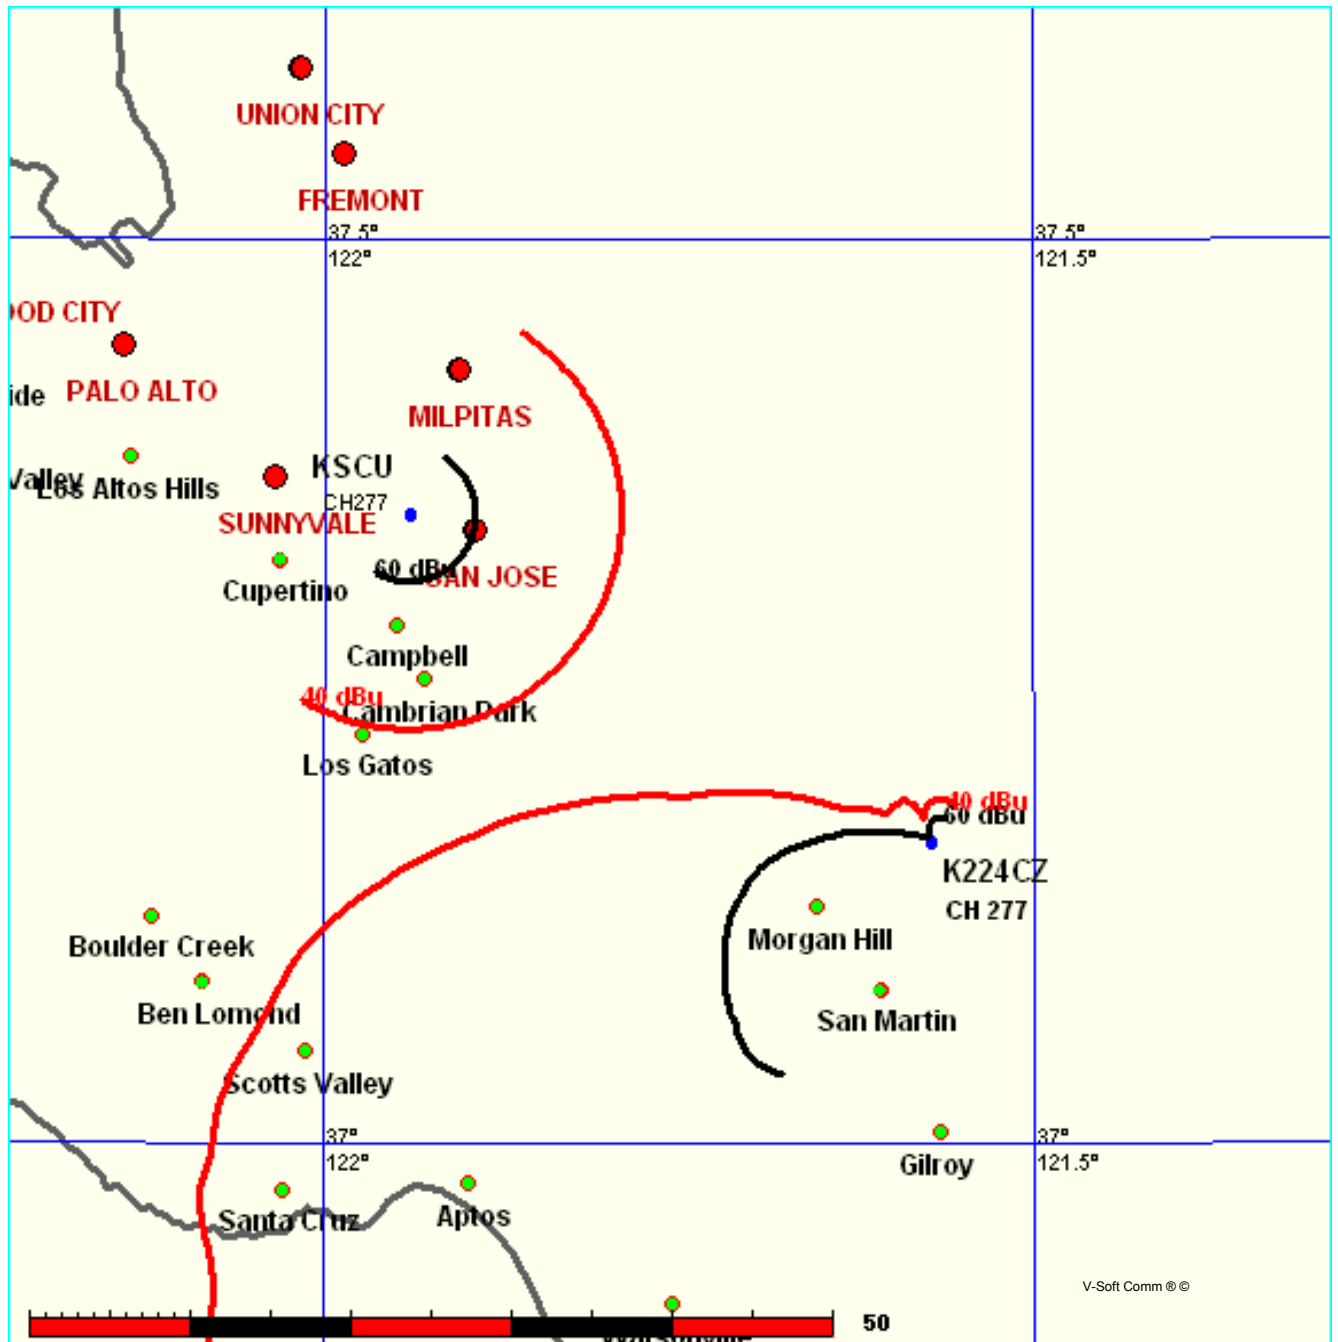 UNION CITY
FREMONT
37.5°
37.5°
122°
121.5°
OOD CITY
PALO ALTO
ide
MILPITAS
KSCU
Valley
Los Altos Hills
CH277
SUNNYVALE
60 dBu
SAN JOSE
Cupertino
Campbell
40 dBu
Cambrian Park
Los Gatos
40 dBu
60 dBu
K224CZ
CH 277
Morgan Hill
Boulder Creek
Ben Lomond
San Martin
Scotts Valley
37°
37°
122°
121.5°
Gilroy
Santa Cruz
Aptos
V-Soft Comm ® ©
50